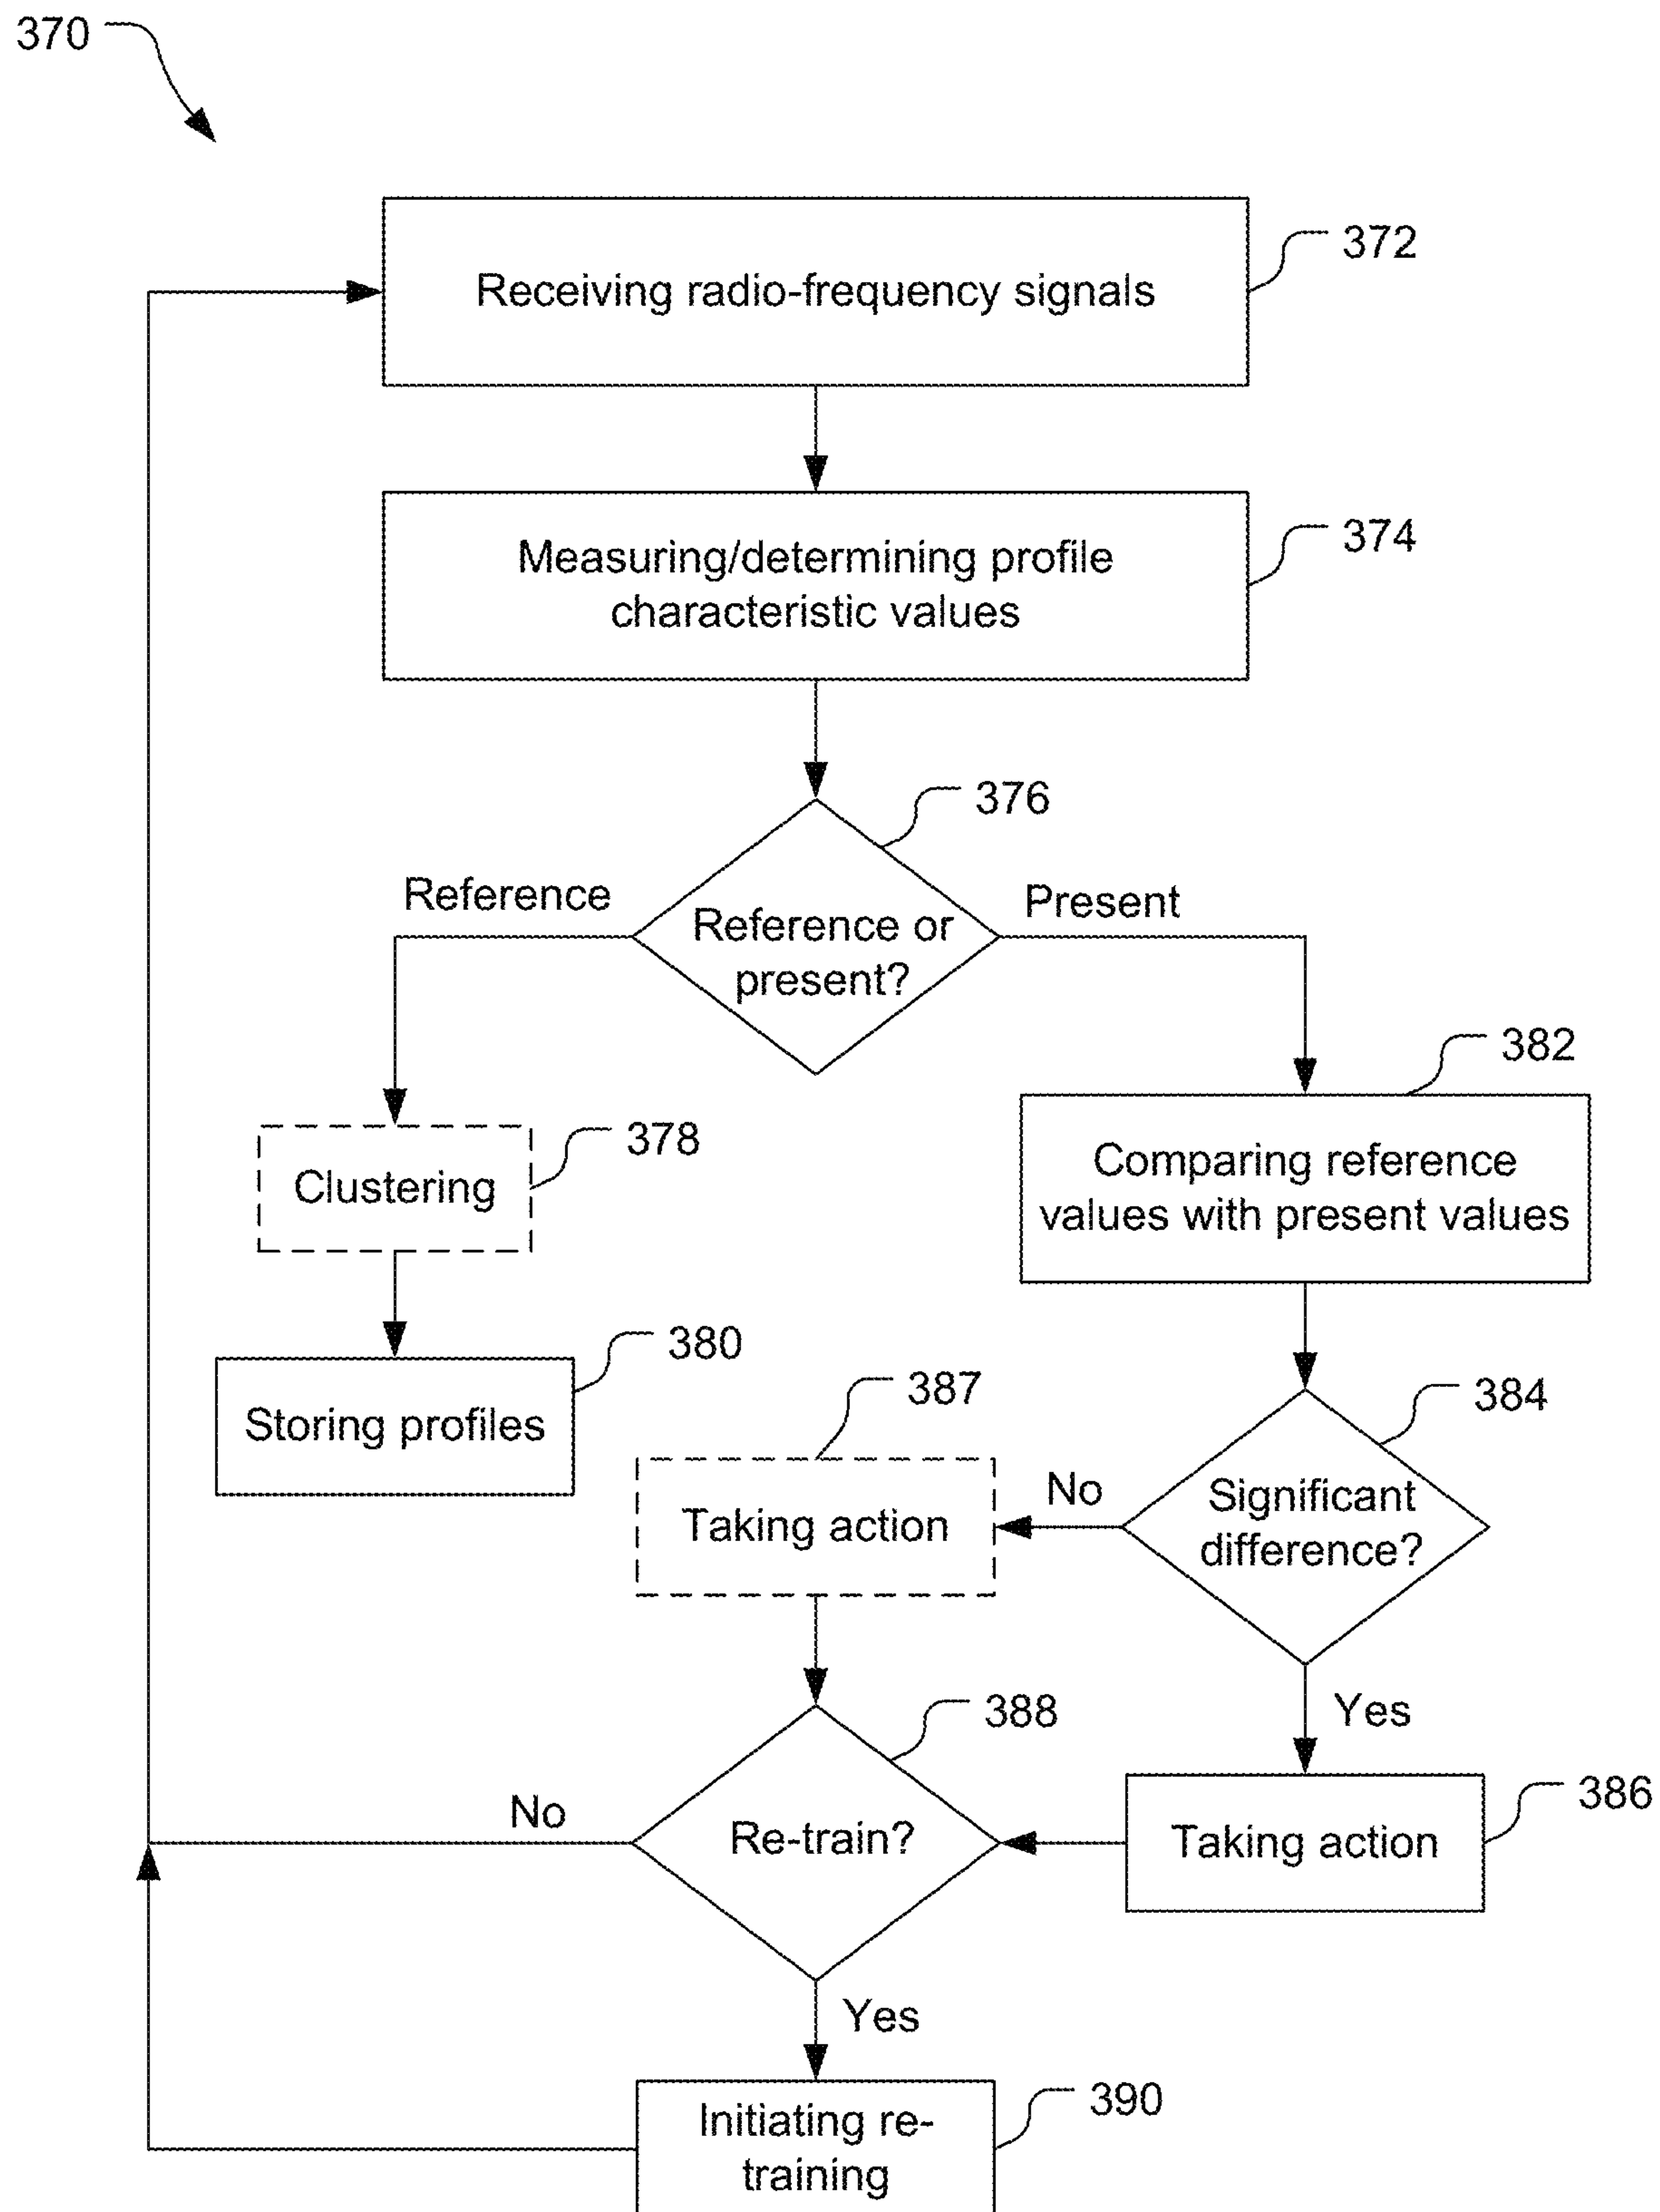 370
372
Receiving radio-frequency signals
374
Measuring/determining profile
characteristic values
376
Reference
Present
Reference or
present?
382
378
Clustering
Comparing reference
values with present values
380
Storing profiles
387
384
Taking action
No
Significant
difference?
388
Yes
386
No
Re-train?
Taking action
Yes
390
Initiating re-
training